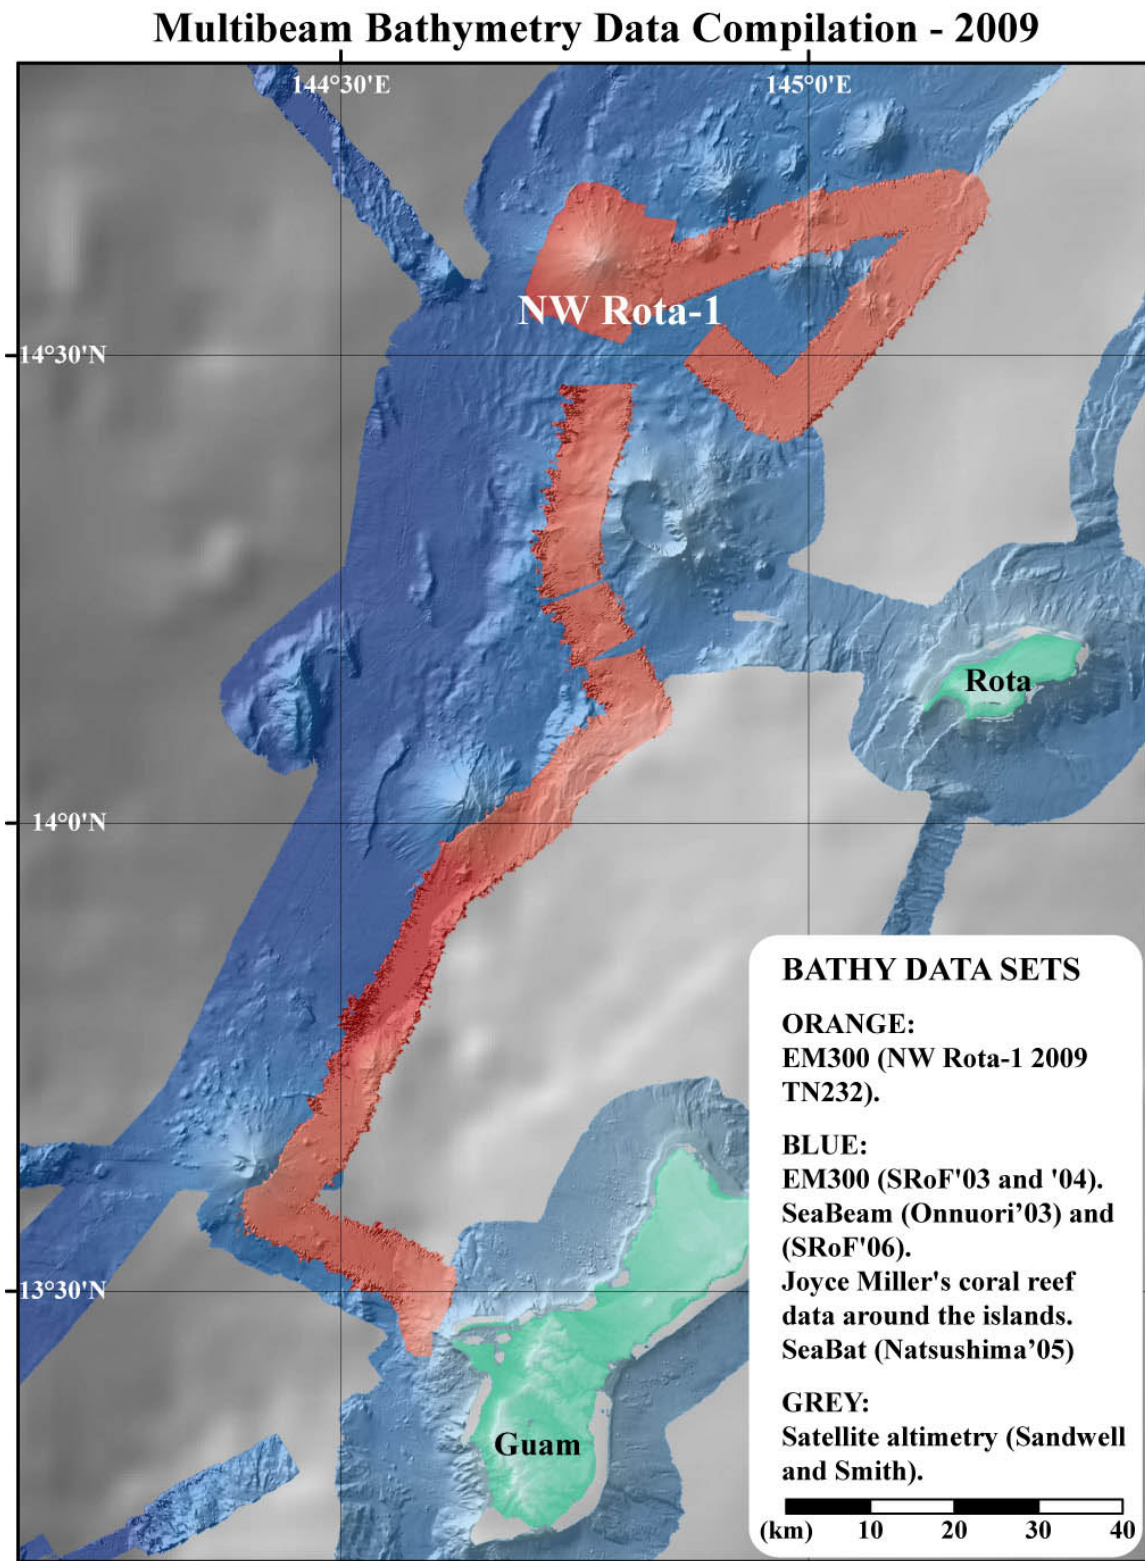 Multibeam Bathymetry Data Compilation - 2009
144°30'E
145°0'E
NW Rota-1
14°30'N
Rota
14°0'N
13°30'N
Guam
BATHY DATA SETS
ORANGE:
EM300 (NW Rota-1 2009
TN232).
BLUE:
EM300 (SRoF'03 and '04).
SeaBeam (Onnuori’03) and
(SRoF'06).
Joyce Miller's coral reef
data around the islands.
SeaBat (Natsushima’05)
GREY:
Satellite altimetry (Sandwell
and Smith).
(km) 10 20 30 40